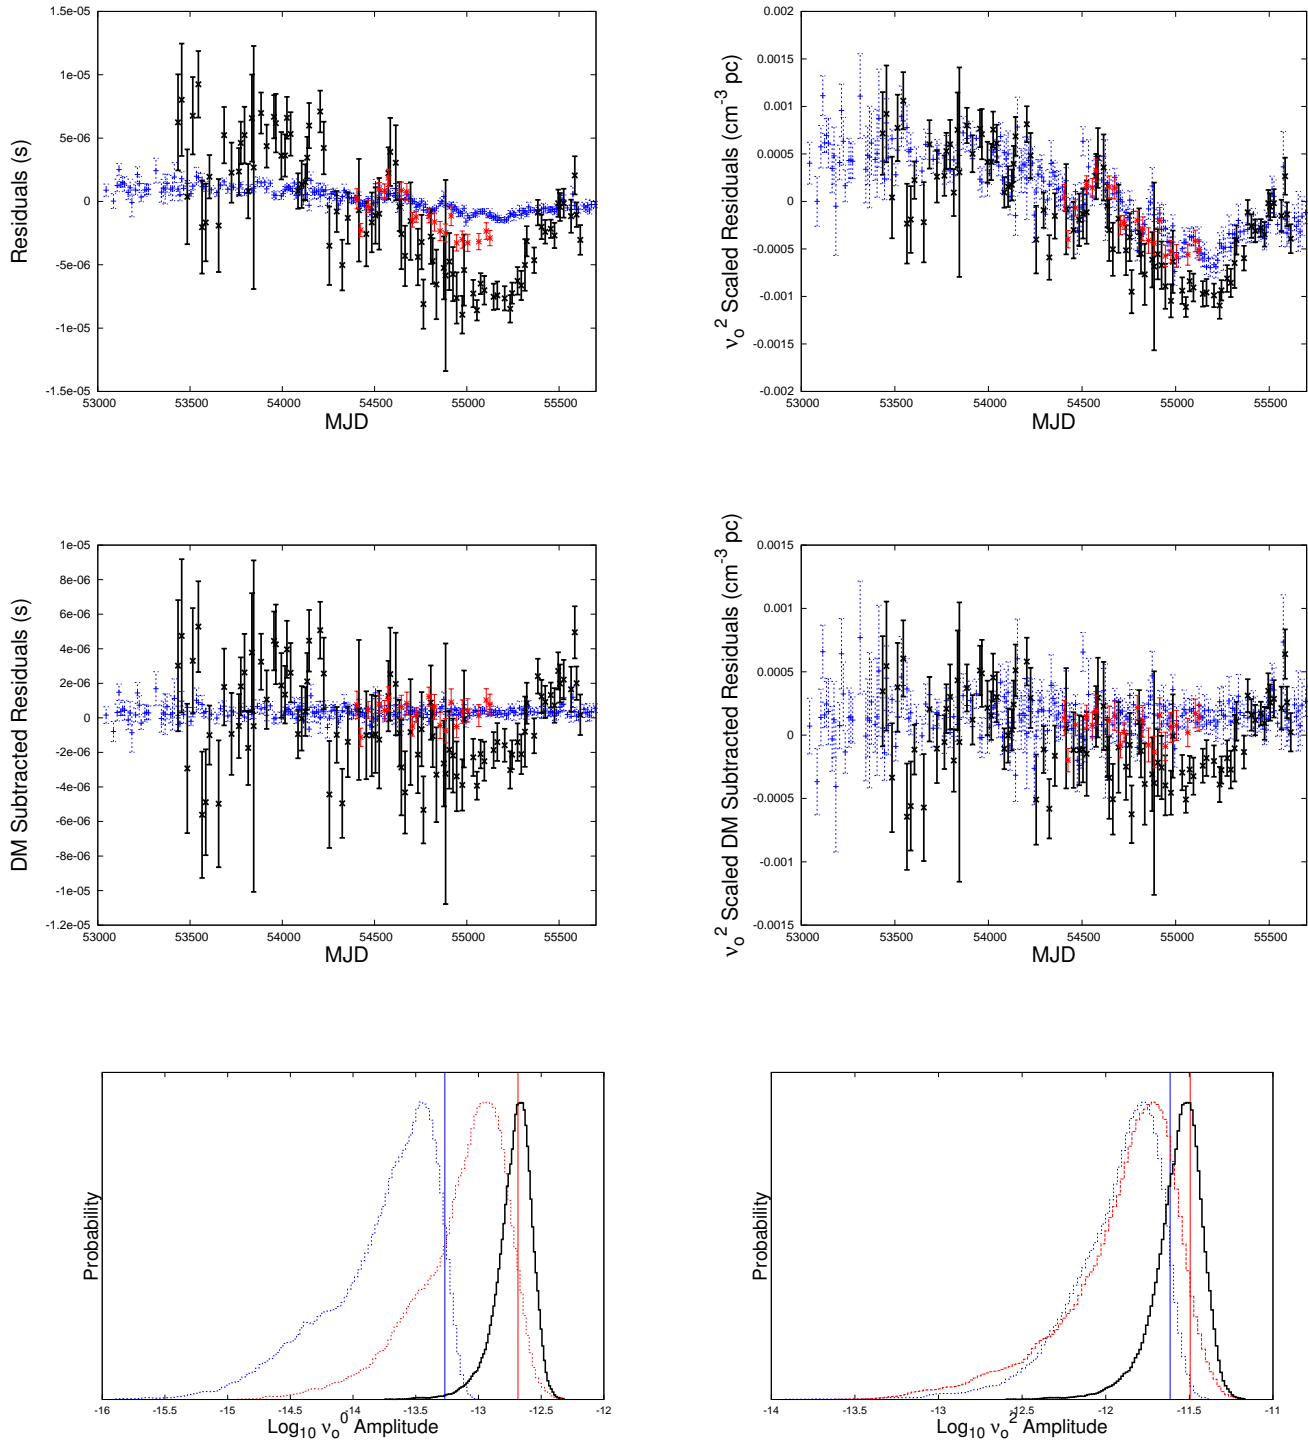 Residuals (s)
1.5e-05
1e-05
5e-06
0
-5e-06
-1e-05
-1.5e-05
53000 53500 54000 54500 55000 55500
MJD
ν₀² Scaled Residuals (cm⁻³ pc)
0.002
0.0015
0.001
0.0005
0
-0.0005
-0.001
-0.0015
-0.002
53000 53500 54000 54500 55000 55500
MJD
DM Subtracted Residuals (s)
1e-05
8e-06
6e-06
4e-06
2e-06
0
-2e-06
-4e-06
-6e-06
-8e-06
-1e-05
-1.2e-05
53000 53500 54000 54500 55000 55500
MJD
ν₀² Scaled DM Subtracted Residuals (cm⁻³ pc)
0.0015
0.001
0.0005
0
-0.0005
-0.001
-0.0015
53000 53500 54000 54500 55000 55500
MJD
Probability
-16 -15.5 -15 -14.5 -14 -13.5 -13 -12.5 -12
Log₁₀ ν₀⁰ Amplitude
Probability
-14 -13.5 -13 -12.5 -12 -11.5 -11
Log₁₀ ν₀² Amplitude